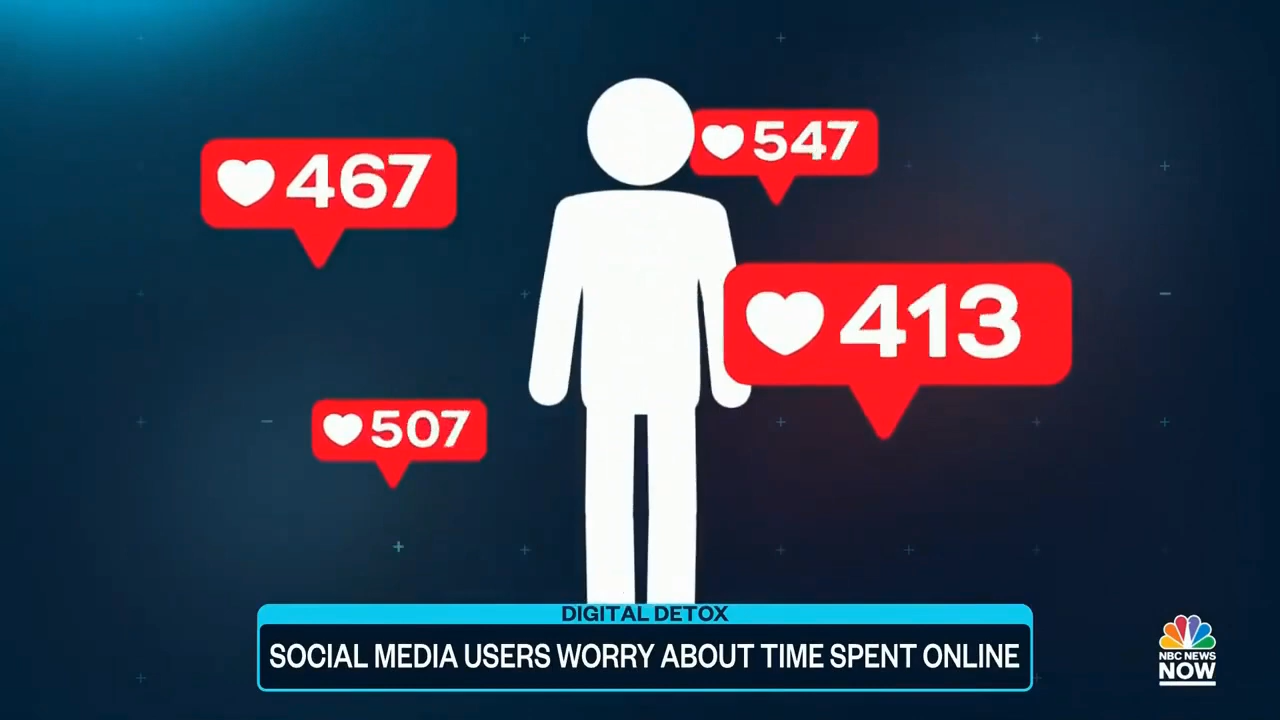 547
467
413
507
DIGITAL DETOX
SOCIAL MEDIA USERS WORRY ABOUT TIME SPENT ONLINE
NBC NEWS
NOW